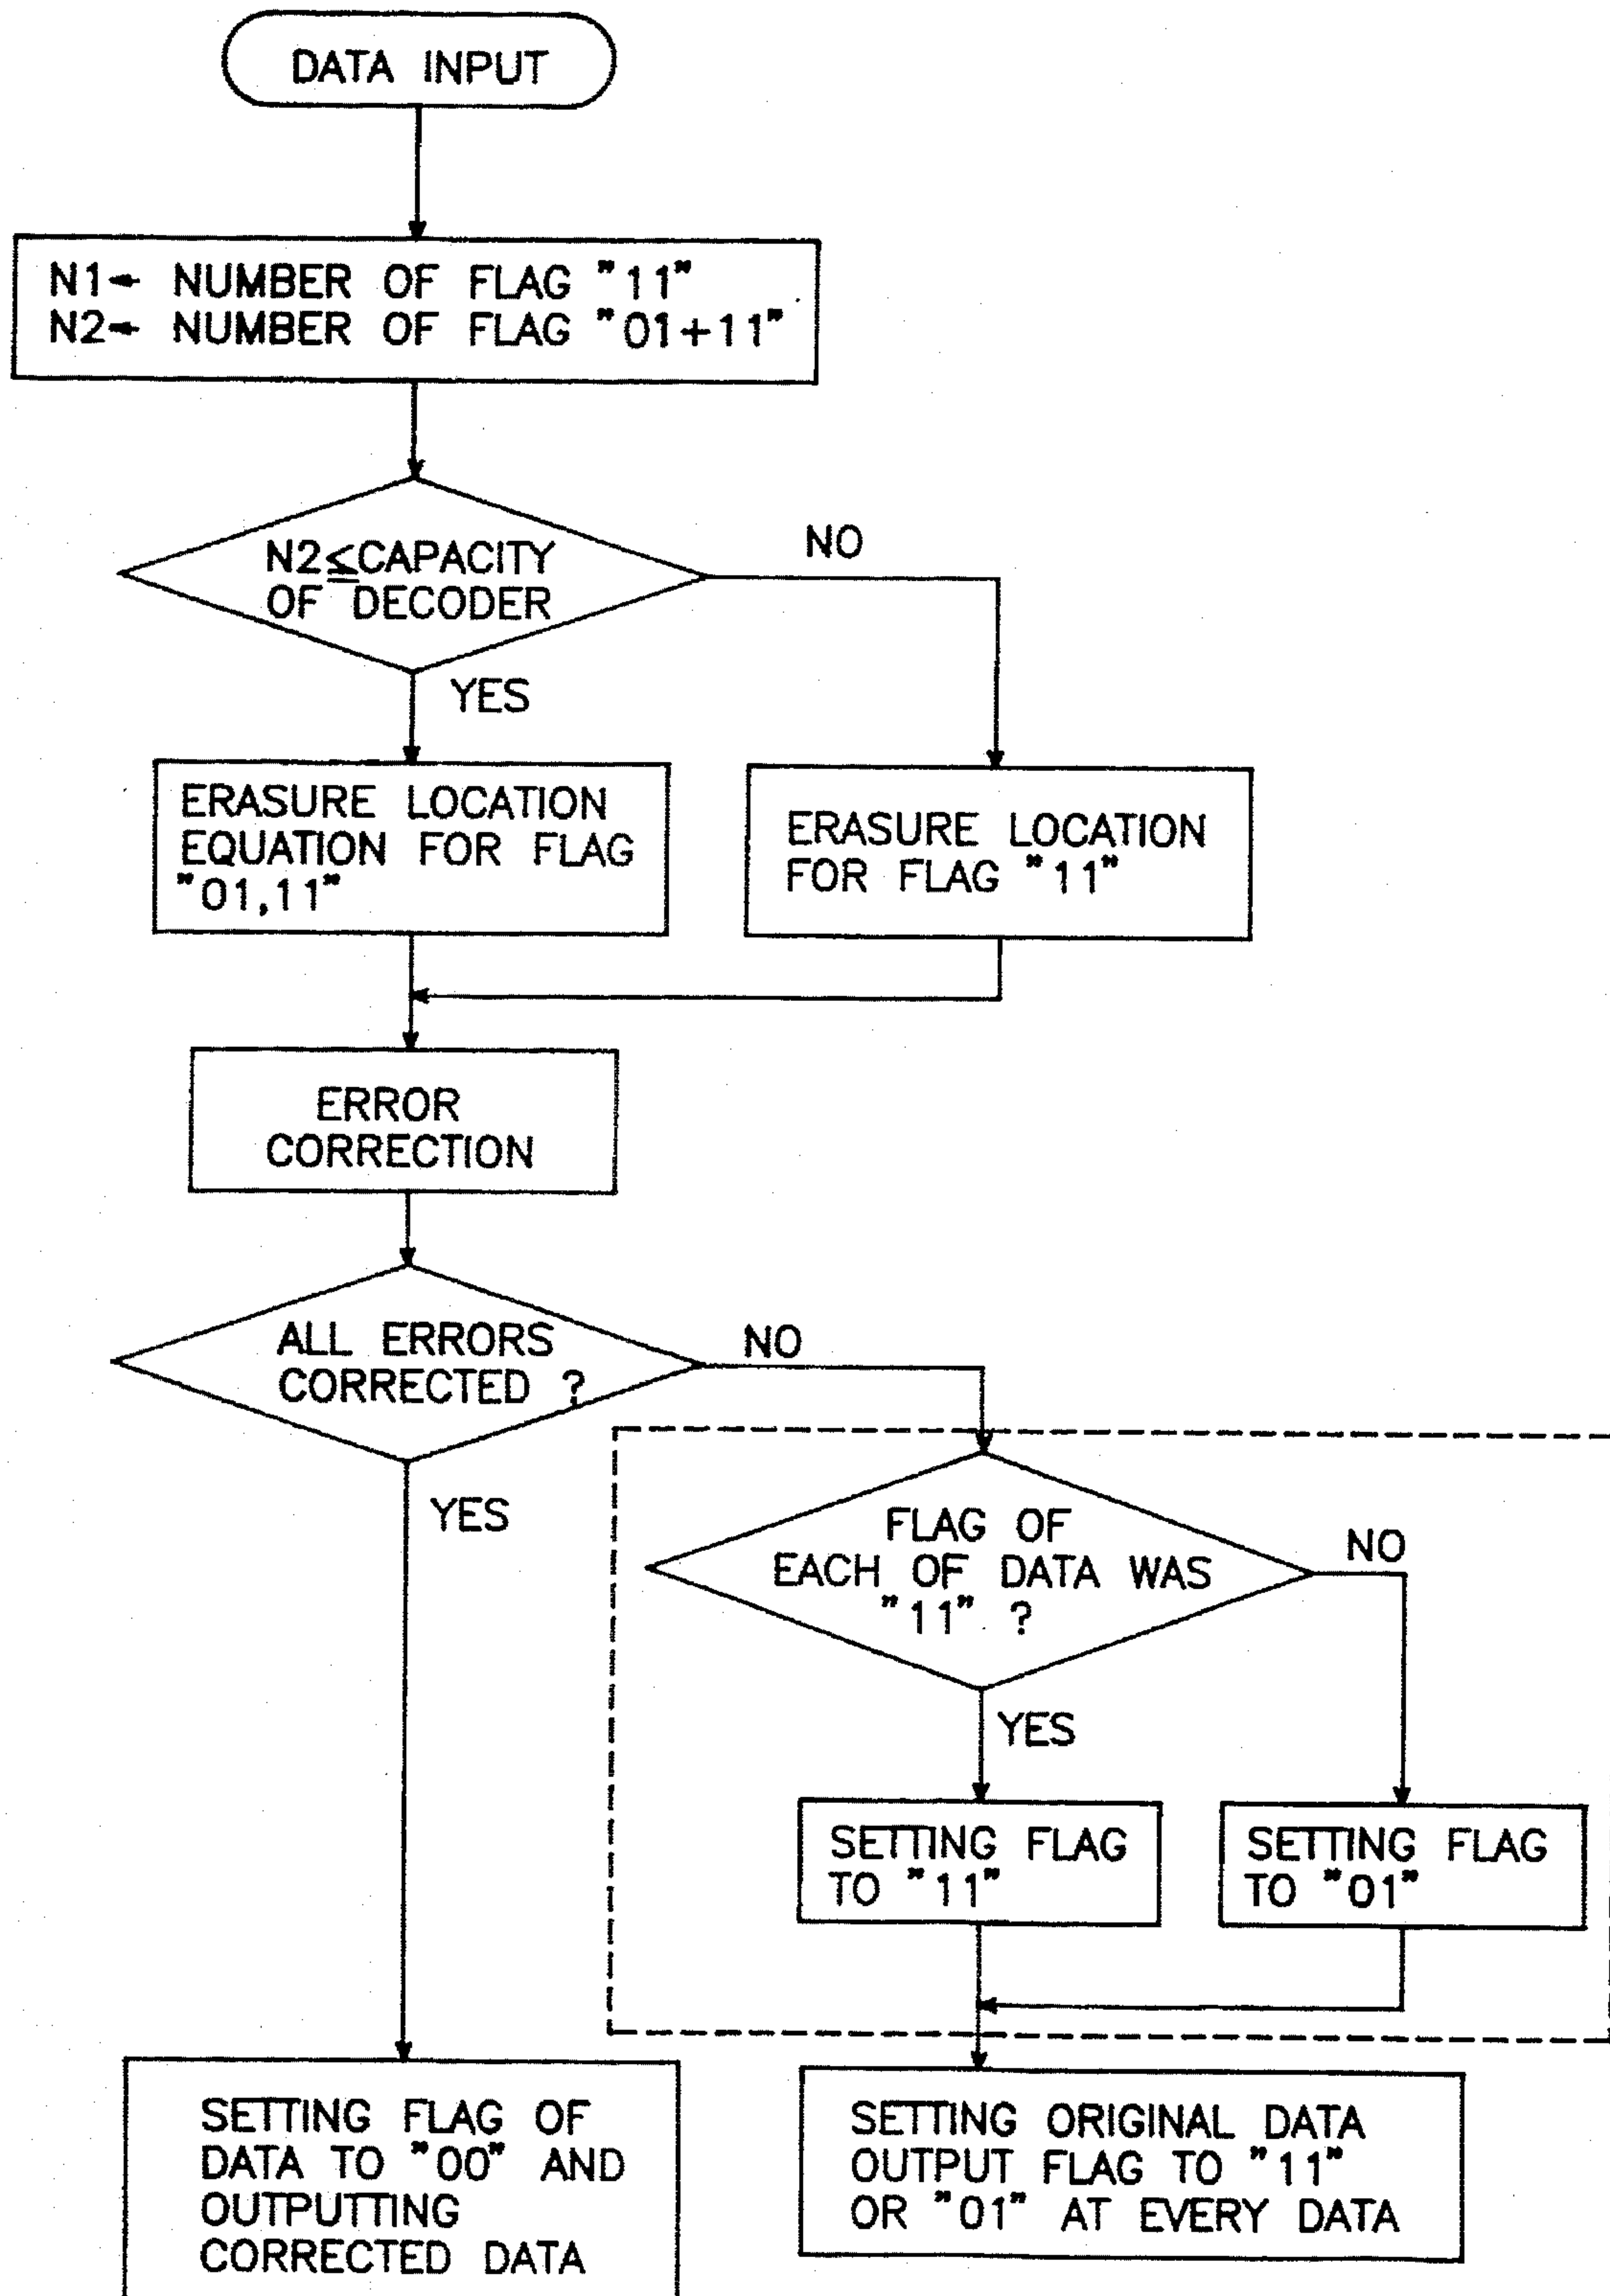 DATA INPUT
N1← NUMBER OF FLAG "11"
N2← NUMBER OF FLAG "01+11"
N2≦CAPACITY
OF DECODER
NO
YES
ERASURE LOCATION
EQUATION FOR FLAG
"01,11"
ERASURE LOCATION
FOR FLAG "11"
ERROR
CORRECTION
ALL ERRORS
CORRECTED ?
NO
YES
FLAG OF
EACH OF DATA WAS
"11" ?
NO
YES
SETTING FLAG
TO "11"
SETTING FLAG
TO "01"
SETTING FLAG OF
DATA TO "00" AND
OUTPUTTING
CORRECTED DATA
SETTING ORIGINAL DATA
OUTPUT FLAG TO "11"
OR "01" AT EVERY DATA